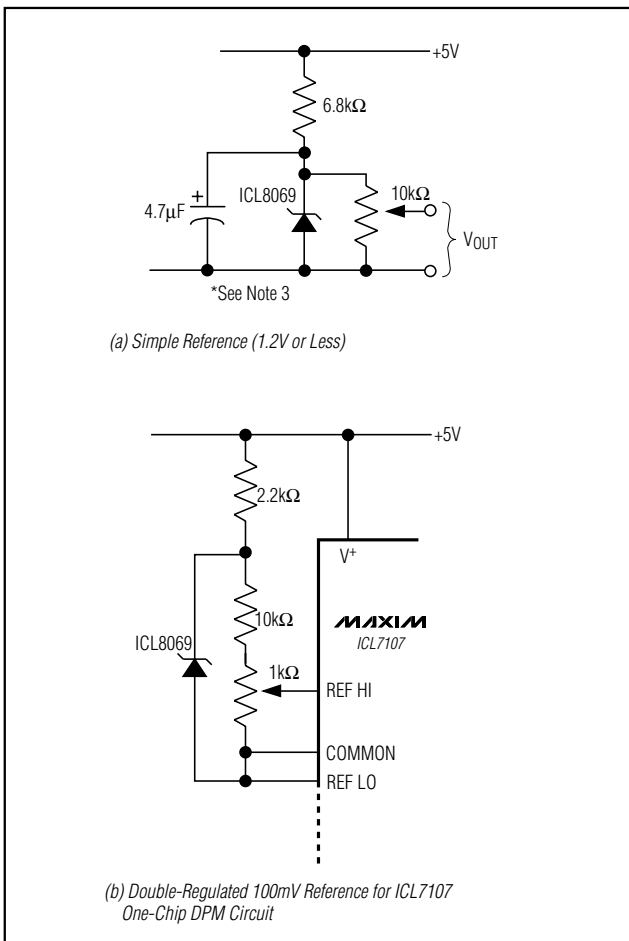 +5V
6.8kΩ
ICL8069
10kΩ
+
4.7μF
VOUT
*See Note 3
(a) Simple Reference (1.2V or Less)
+5V
2.2kΩ
V+
10kΩ
MAXIM
ICL7107
ICL8069
1kΩ
REF HI
COMMON
REF LO
(b) Double-Regulated 100mV Reference for ICL7107
One-Chip DPM Circuit